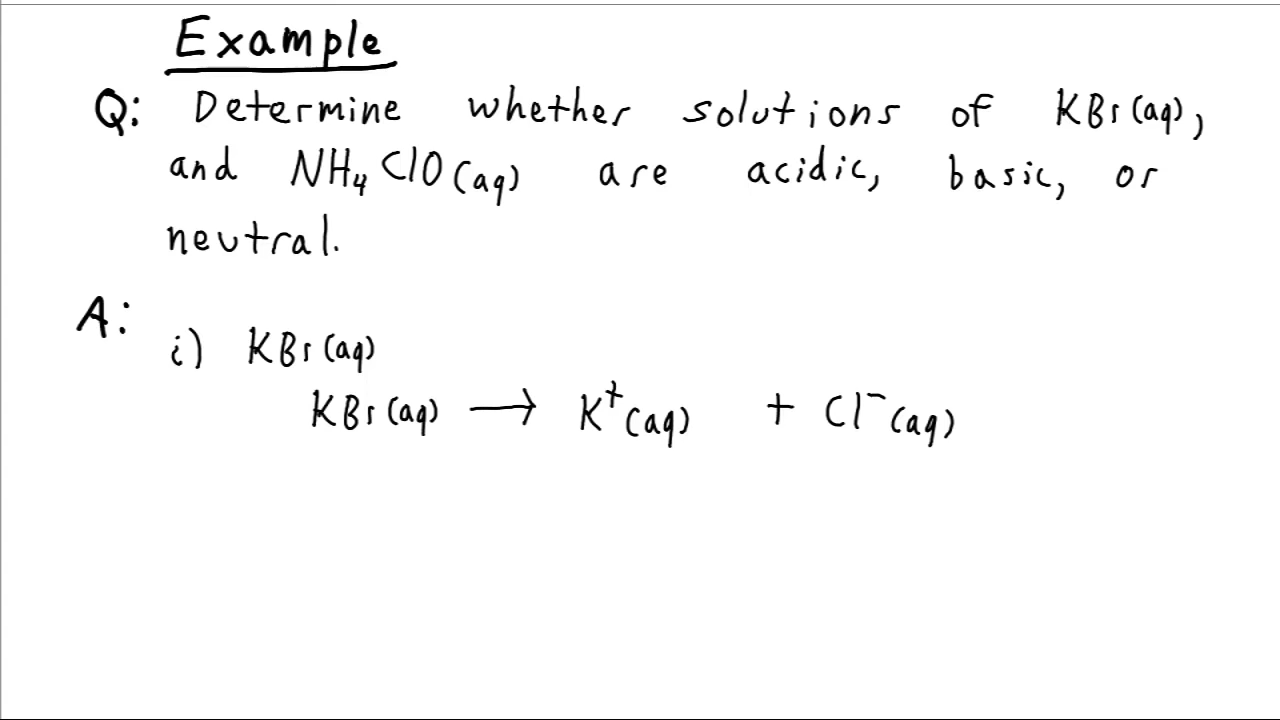 Example
Q: Determine whether solutions of KBr(aq),
and NH₄ClO(aq) are acidic, basic, or
neutral.
A:
i) KBr(aq)
KBr(aq) → K⁺(aq) + Cl⁻(aq)